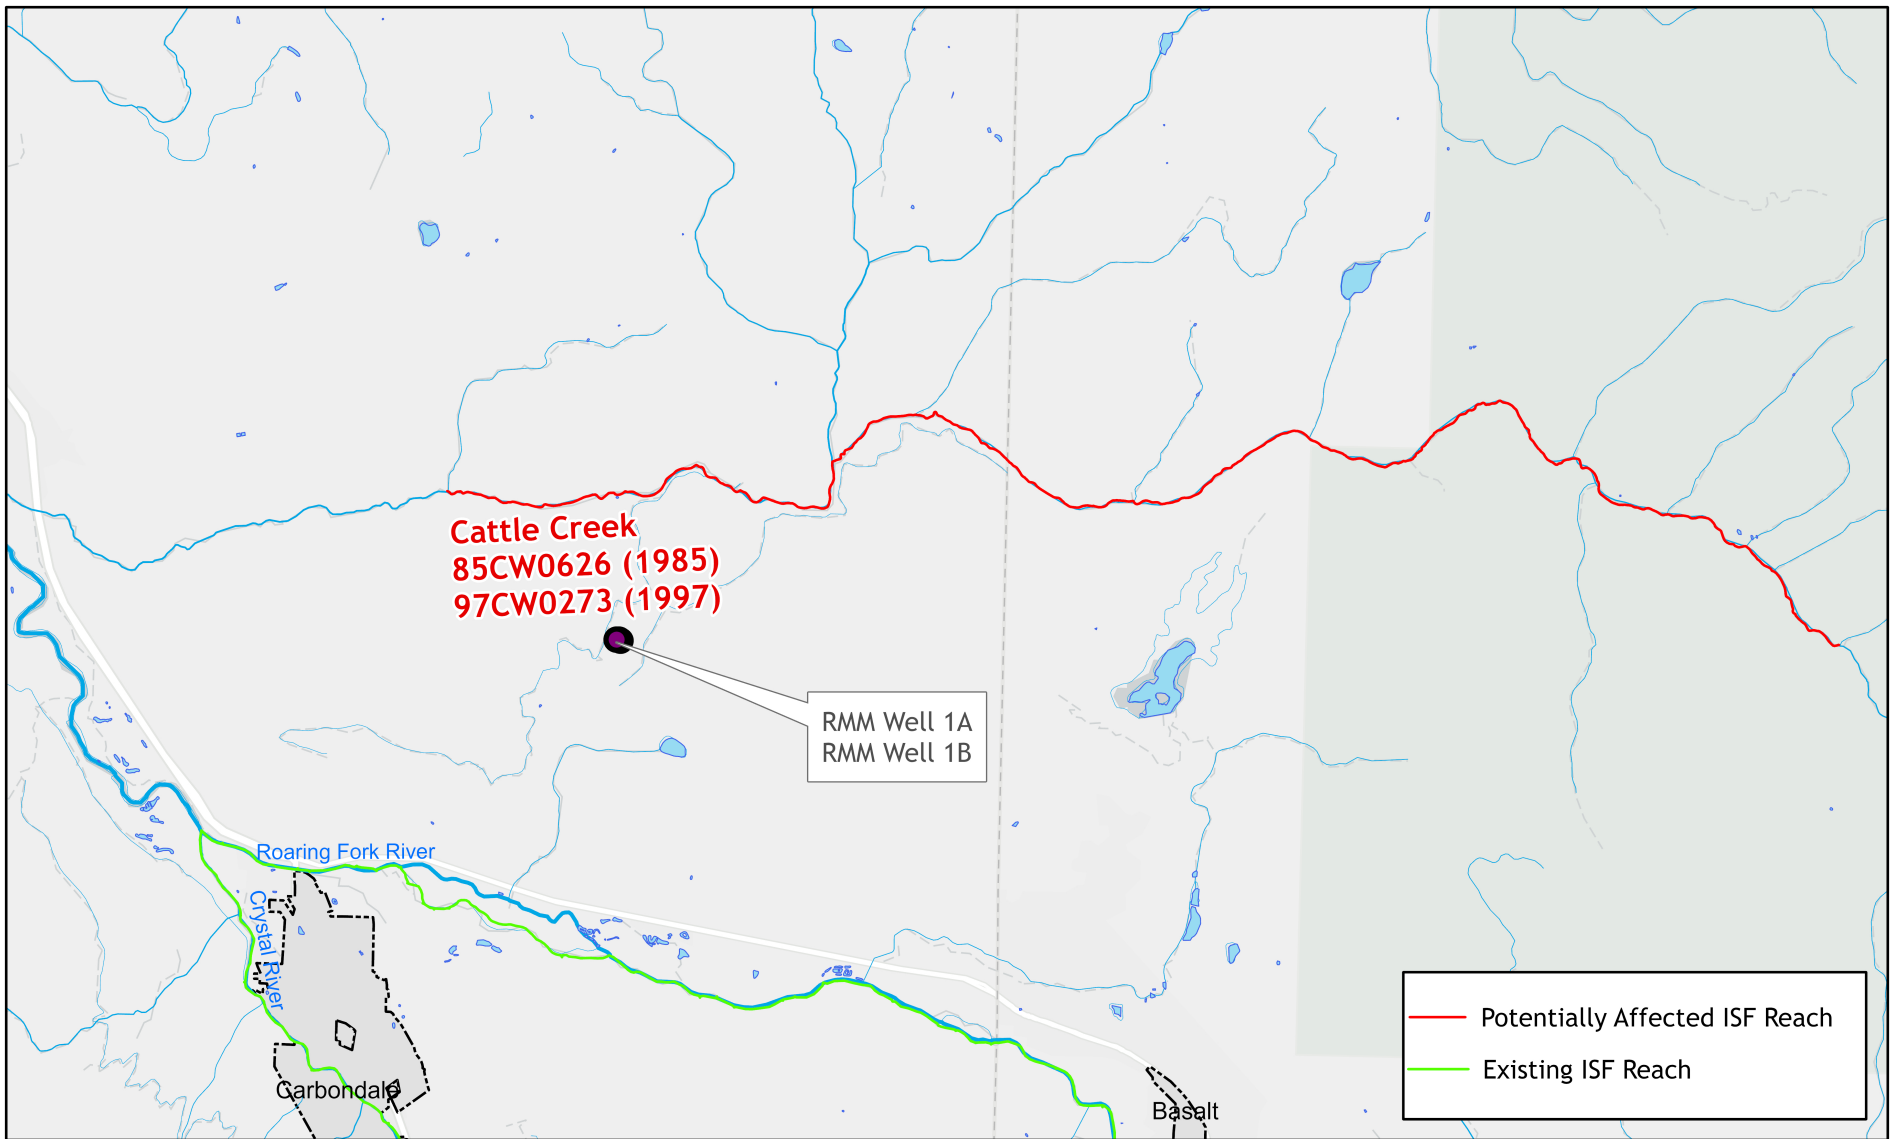 Cattle Creek
85CW0626 (1985)
97CW0273 (1997)
RMM Well 1A
RMM Well 1B
Roaring Fork River
Crystal River
Carbondale
Basalt
Potentially Affected ISF Reach
Existing ISF Reach